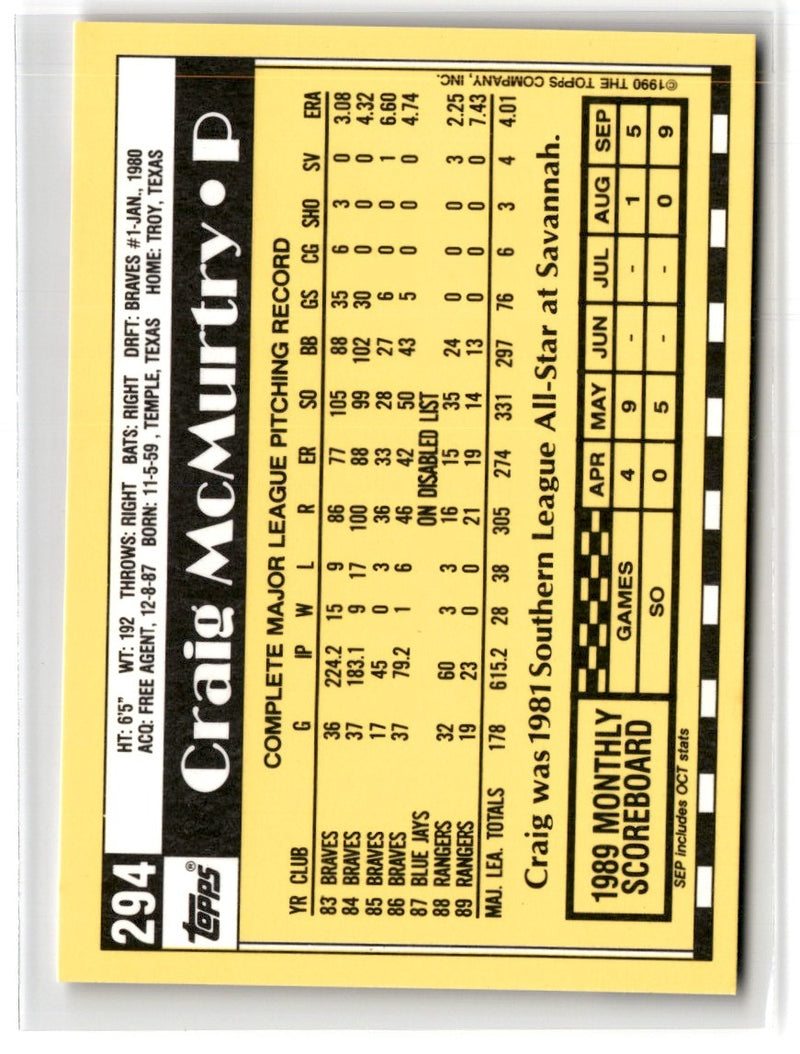 294
HT: 6'5" WT: 192 THROWS: RIGHT BATS: RIGHT DRFT: BRAVES #1-JAN., 1980
ACQ: FREE AGENT, 12-8-87 BORN: 11-5-59, TEMPLE, TEXAS HOME: TROY, TEXAS
TOPPS® Craig McMurtry • P
COMPLETE MAJOR LEAGUE PITCHING RECORD
YR CLUB G IP W L R ER SO BB GS CG SHO SV ERA
83 BRAVES 36 224.2 15 9 86 77 105 88 35 6 3 0 3.08
84 BRAVES 37 183.1 9 17 100 88 99 102 30 0 0 0 4.32
85 BRAVES 17 45 0 3 36 33 28 27 6 0 0 1 6.60
86 BRAVES 37 79.2 1 6 46 42 50 43 5 0 0 0 4.74
87 BLUE JAYS ON DISABLED LIST
88 RANGERS 32 60 3 3 16 15 35 24 0 0 0 3 2.25
89 RANGERS 19 23 0 0 21 19 14 13 0 0 0 0 7.43
MAJ. LEA. TOTALS 178 615.2 28 38 305 274 331 297 76 6 3 4 4.01
Craig was 1981 Southern League All-Star at Savannah.
1989 MONTHLY
SCOREBOARD
APR MAY JUN JUL AUG SEP
GAMES 4 9 - - 1 5
SO 0 5 - - 0 9
SEP includes OCT stats
©1990 THE TOPPS COMPANY, INC.